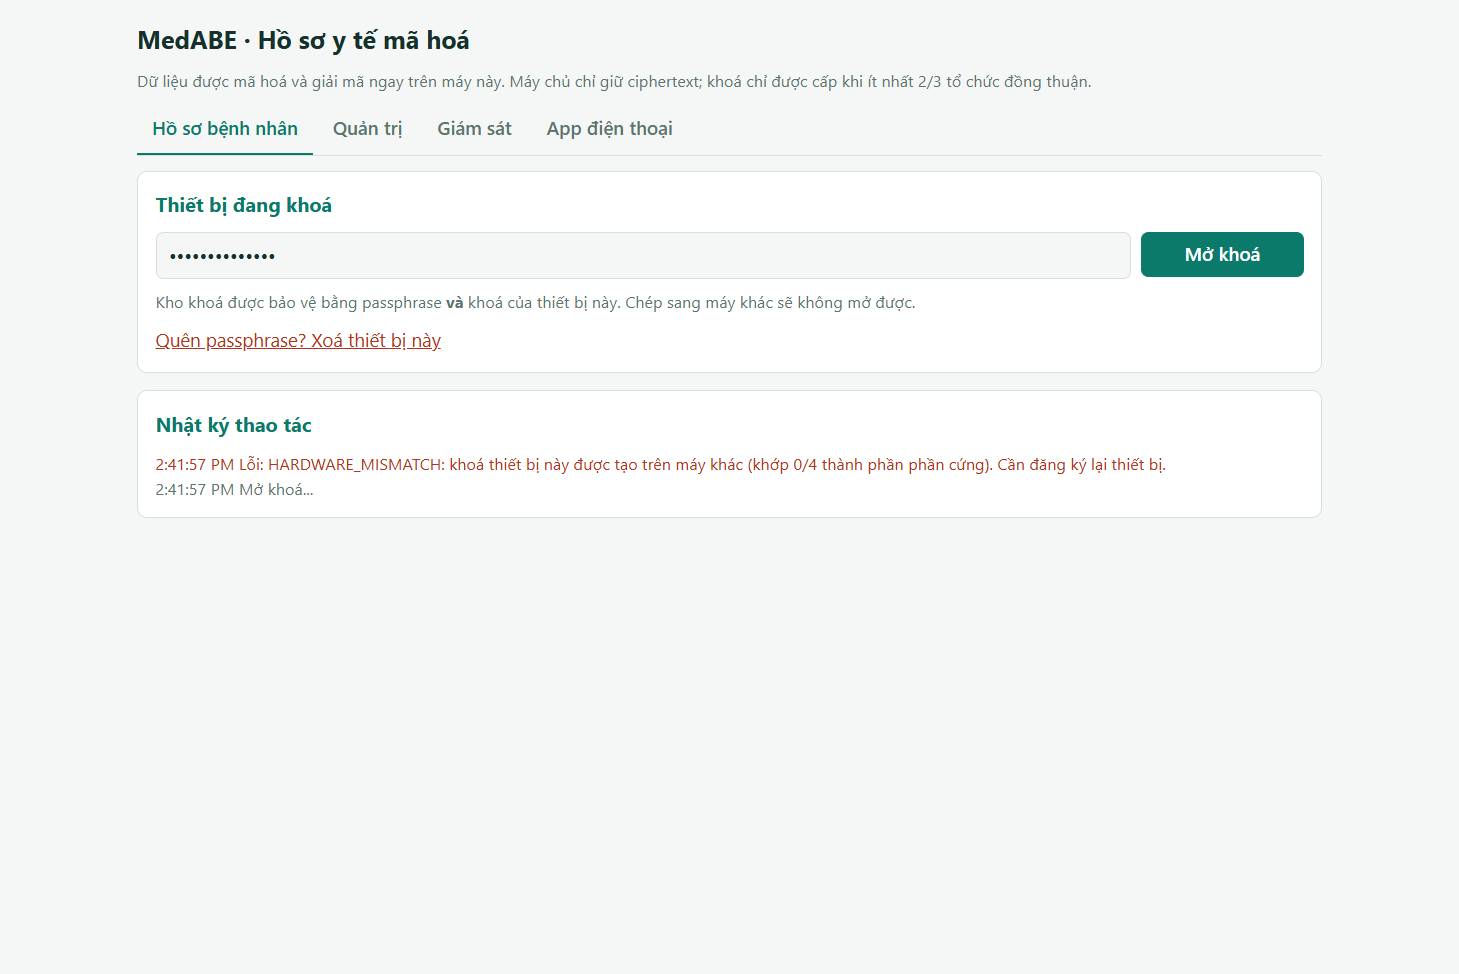 MedABE · Hồ sơ y tế mã hoá
Dữ liệu được mã hoá và giải mã ngay trên máy này. Máy chủ chỉ giữ ciphertext; khoá chỉ được cấp khi ít nhất 2/3 tổ chức đồng thuận.
Hồ sơ bệnh nhân Quản trị Giám sát App điện thoại
Thiết bị đang khoá
•••••••••••••• Mở khoá
Kho khoá được bảo vệ bằng passphrase và khoá của thiết bị này. Chép sang máy khác sẽ không mở được.
Quên passphrase? Xoá thiết bị này
Nhật ký thao tác
2:41:57 PM Lỗi: HARDWARE_MISMATCH: khoá thiết bị này được tạo trên máy khác (khớp 0/4 thành phần phần cứng). Cần đăng ký lại thiết bị.
2:41:57 PM Mở khoá...